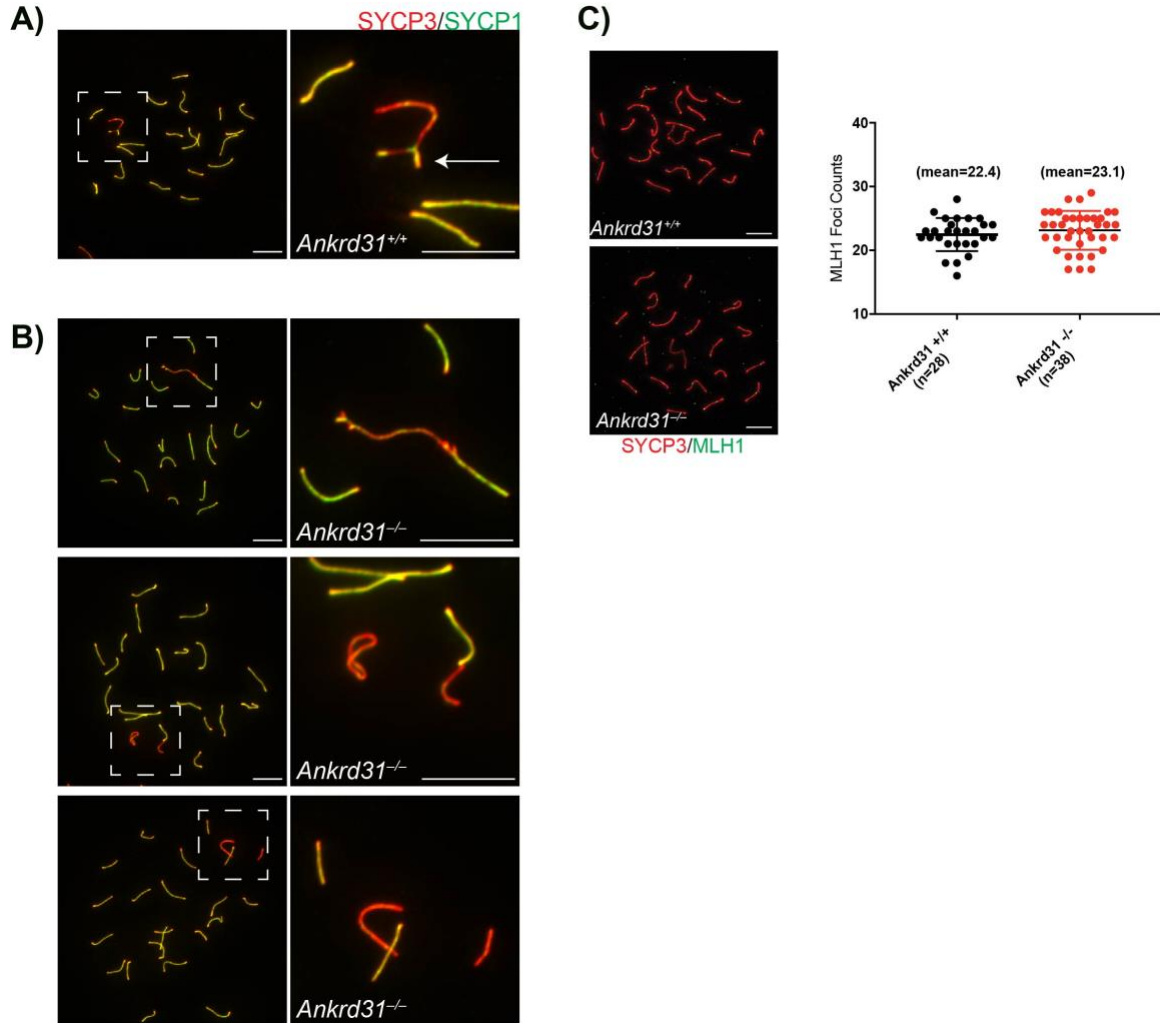 A)
SYCP3/SYCP1
Ankrd31+/+
B)
Ankrd31–/–
Ankrd31–/–
Ankrd31–/–
C)
Ankrd31+/+
Ankrd31–/–
SYCP3/MLH1
MLH1 Foci Counts
40
30
20
10
(mean=22.4)
(mean=23.1)
Ankrd31 +/+
(n=28)
Ankrd31 -/-
(n=38)